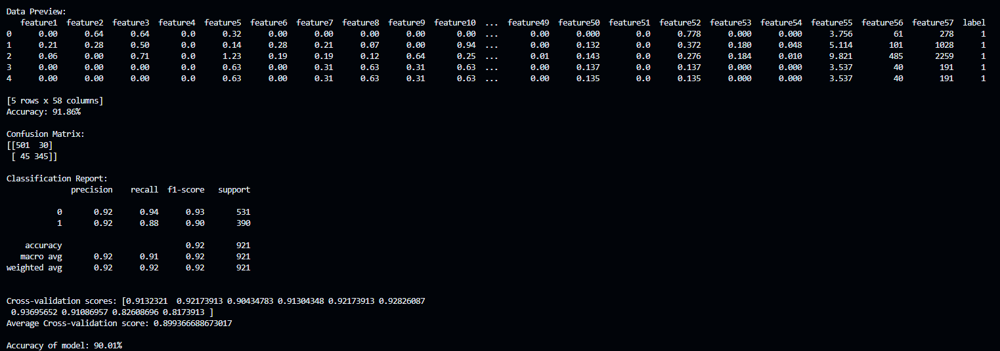 Data Preview:
feature1 feature2 feature3 feature4 feature5 feature6 feature7 feature8 feature9 feature10 ... feature49 feature50 feature51 feature52 feature53 feature54 feature55 feature56 feature57 label
0 0.00 0.64 0.64 0.0 0.32 0.00 0.00 0.00 0.00 0.00 ... 0.00 0.000 0.0 0.778 0.000 0.000 3.756 61 278 1
1 0.21 0.28 0.50 0.0 0.14 0.28 0.21 0.07 0.00 0.94 ... 0.00 0.132 0.0 0.372 0.180 0.048 5.114 101 1028 1
2 0.06 0.00 0.71 0.0 1.23 0.19 0.19 0.12 0.64 0.25 ... 0.01 0.143 0.0 0.276 0.184 0.010 9.821 485 2259 1
3 0.00 0.00 0.00 0.0 0.63 0.00 0.31 0.63 0.31 0.63 ... 0.00 0.137 0.0 0.137 0.000 0.000 3.537 40 191 1
4 0.00 0.00 0.00 0.0 0.63 0.00 0.31 0.63 0.31 0.63 ... 0.00 0.135 0.0 0.135 0.000 0.000 3.537 40 191 1
[5 rows x 58 columns]
Accuracy: 91.86%
Confusion Matrix:
[[501 30]
[ 45 345]]
Classification Report:
precision recall f1-score support
0 0.92 0.94 0.93 531
1 0.92 0.88 0.90 390
accuracy 0.92 921
macro avg 0.92 0.91 0.92 921
weighted avg 0.92 0.92 0.92 921
Cross-validation scores: [0.9132321 0.92173913 0.90434783 0.91304348 0.92173913 0.92826087
0.93695652 0.91086957 0.82608696 0.8173913 ]
Average Cross-validation score: 0.899366688673017
Accuracy of model: 90.01%